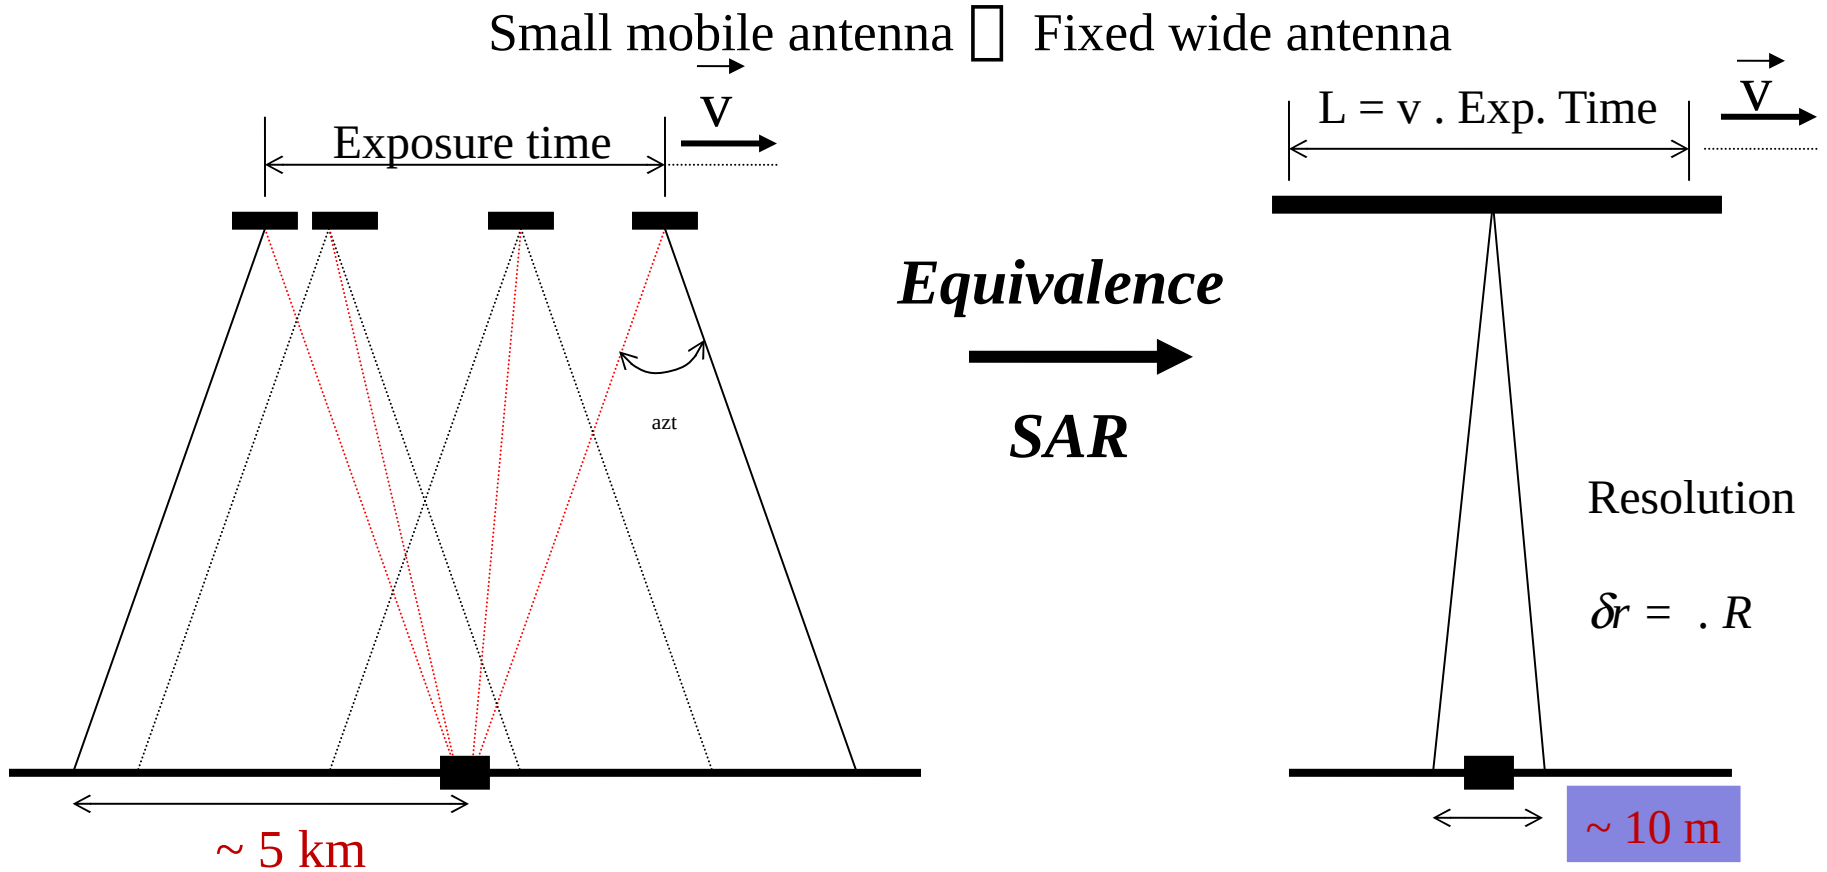 Small mobile antenna Fixed wide antenna
v
Exposure time
v
L = v . Exp. Time
Equivalence
SAR
azt
Resolution
δr = . R
~ 5 km
~ 10 m